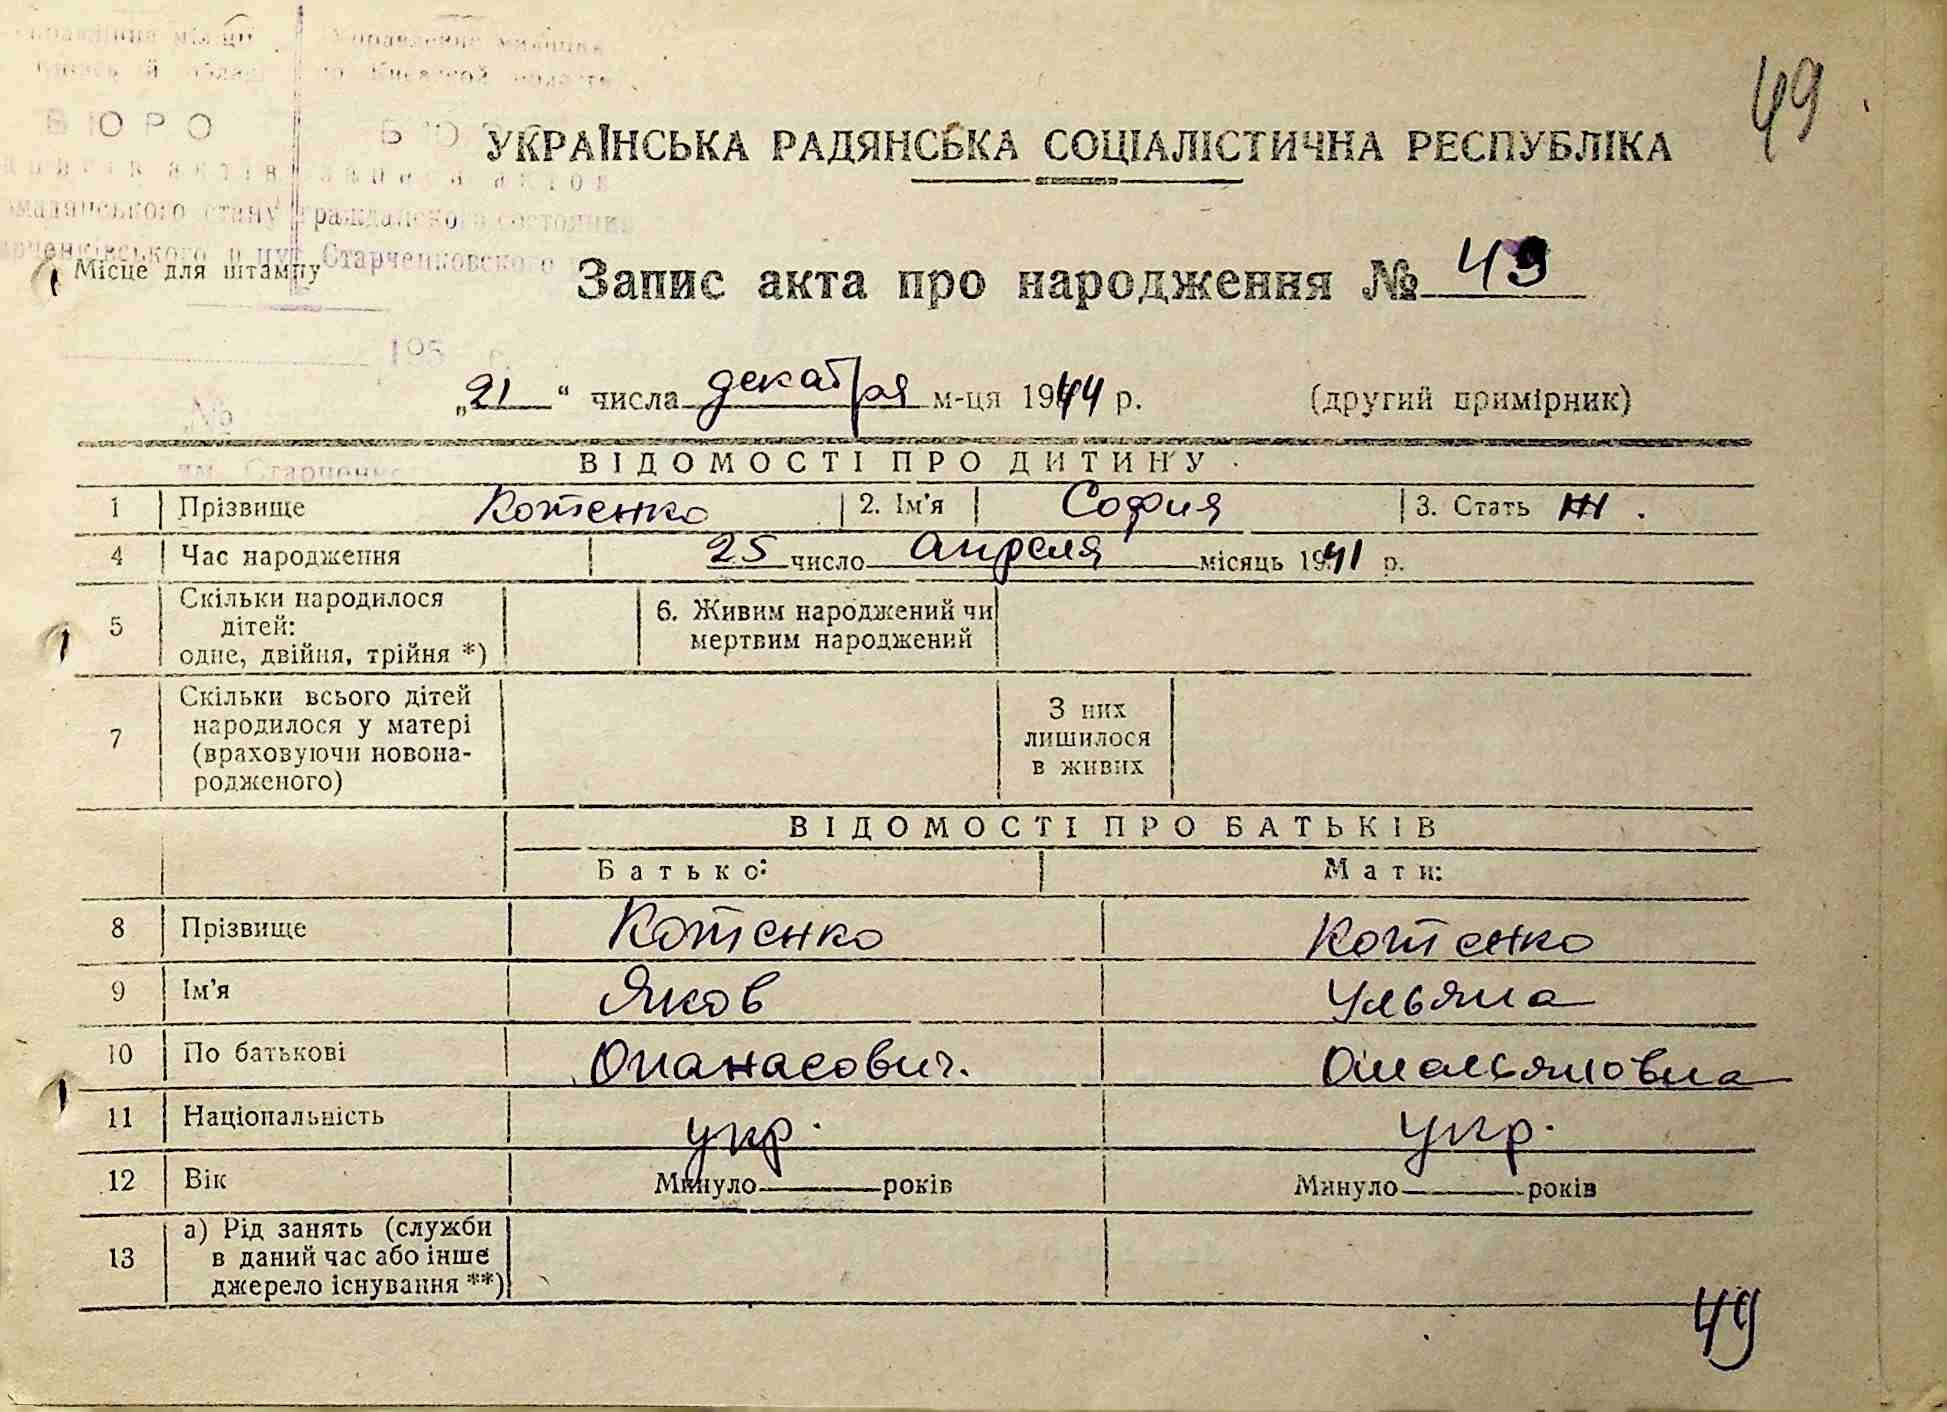 49
БЮРО
УКРАЇНСЬКА РАДЯНСЬКА СОЦІАЛІСТИЧНА РЕСПУБЛІКА
Місце для штампу
Старченковского
Запис акта про народження № 49
195
№
„21“ числа декабря м-ця 1944 р. (другий примірник)
ВІДОМОСТІ ПРО ДИТИНУ
1 Прізвище Котенко 2. Ім'я София 3. Стать Ж.
4 Час народження 25 число апреля місяць 1941 р.
5 Скільки народилося дітей: одне, двійня, трійня *) 6. Живим народжений чи мертвим народжений
7 Скільки всього дітей народилося у матері (враховуючи новонародженого) З них лишилося в живих
ВІДОМОСТІ ПРО БАТЬКІВ
Батько: Мати:
8 Прізвище Котенко Котенко
9 Ім'я Яков Ульяна
10 По батькові Опанасович. Омельяновна
11 Національність укр. укр.
12 Вік Минуло років Минуло років
13 а) Рід занять (служби в даний час або інше джерело існування **)
49